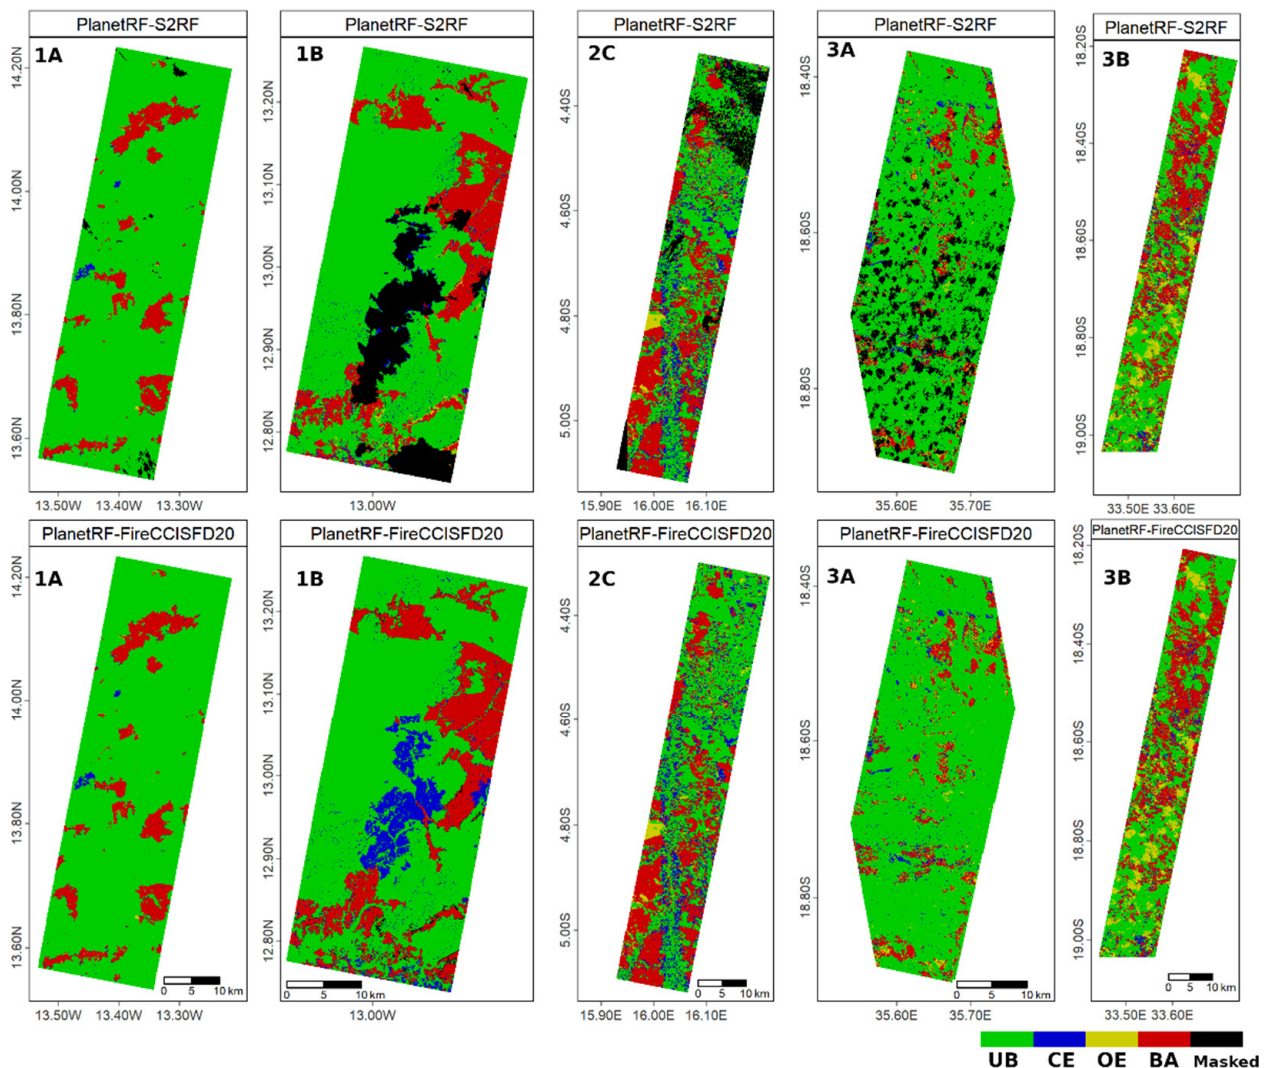 PlanetRF-S2RF
PlanetRF-S2RF
PlanetRF-S2RF
PlanetRF-S2RF
PlanetRF-S2RF
1A
1B
2C
3A
3B
14.20N
14.00N
13.80N
13.60N
13.20N
13.10N
13.00N
12.90N
12.80N
4.40S
4.60S
4.80S
5.00S
18.40S
18.60S
18.80S
18.20S
18.40S
18.60S
18.80S
19.00S
13.50W 13.40W 13.30W
13.00W
15.90E 16.00E 16.10E
35.60E 35.70E
33.50E 33.60E
PlanetRF-FireCCISFD20
PlanetRF-FireCCISFD20
PlanetRF-FireCCISFD20
PlanetRF-FireCCISFD20
PlanetRF-FireCCISFD20
1A
1B
2C
3A
3B
14.20N
14.00N
13.80N
13.60N
13.20N
13.10N
13.00N
12.90N
12.80N
4.40S
4.60S
4.80S
5.00S
18.40S
18.60S
18.80S
18.20S
18.40S
18.60S
18.80S
19.00S
0 5 10 km
0 5 10 km
0 5 10 km
0 5 10 km
0 5 10 km
13.50W 13.40W 13.30W
13.00W
15.90E 16.00E 16.10E
35.60E 35.70E
33.50E 33.60E
UB CE OE BA Masked